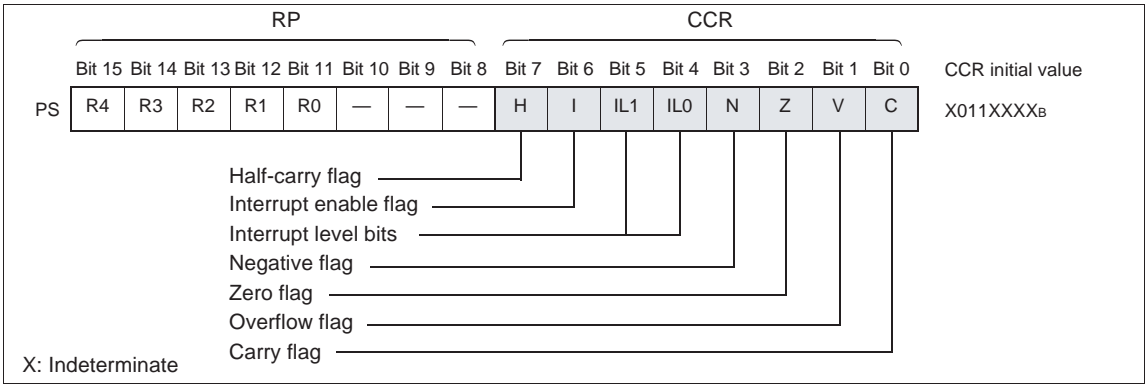 RP CCR
Bit 15 Bit 14 Bit 13 Bit 12 Bit 11 Bit 10 Bit 9 Bit 8 Bit 7 Bit 6 Bit 5 Bit 4 Bit 3 Bit 2 Bit 1 Bit 0 CCR initial value
PS R4 R3 R2 R1 R0 — — — H I IL1 IL0 N Z V C X011XXXXB
Half-carry flag
Interrupt enable flag
Interrupt level bits
Negative flag
Zero flag
Overflow flag
Carry flag
X: Indeterminate